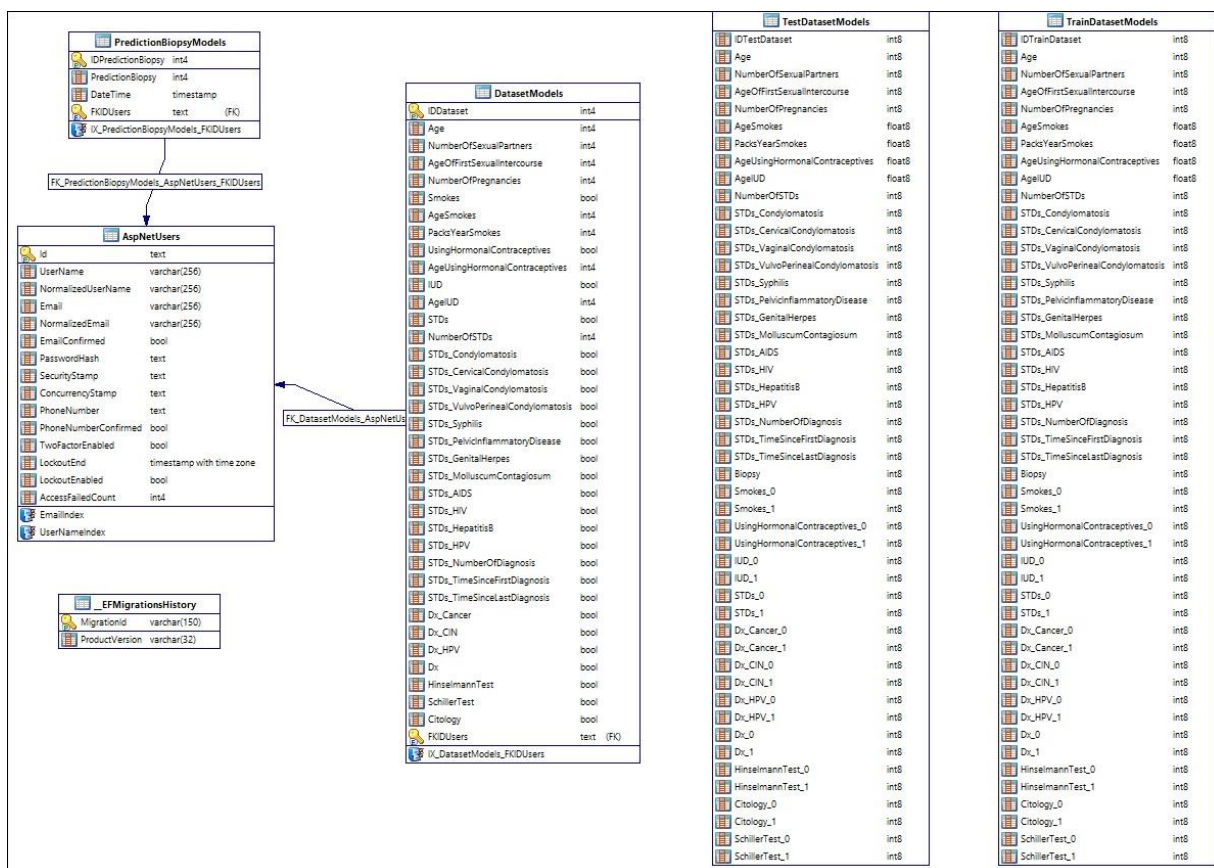 PredictionBiopsyModels
IDPredictionBiopsy int4
PredictionBiopsy int4
DateTime timestamp
FKIDUsers text (FK)
IX_PredictionBiopsyModels_FKIDUsers
FK_PredictionBiopsyModels_AspNetUsers_FKIDUsers
AspNetUsers
Id text
UserName varchar(256)
NormalizedUserName varchar(256)
Email varchar(256)
NormalizedEmail varchar(256)
EmailConfirmed bool
PasswordHash text
SecurityStamp text
ConcurrencyStamp text
PhoneNumber text
PhoneNumberConfirmed bool
TwoFactorEnabled bool
LockoutEnd timestamp with time zone
LockoutEnabled bool
AccessFailedCount int4
EmailIndex
UserNameIndex
__EFMigrationsHistory
MigrationId varchar(150)
ProductVersion varchar(32)
FK_DatasetModels_AspNetUs
DatasetModels
IDDataset int4
Age int4
NumberOfSexualPartners int4
AgeOfFirstSexualIntercourse int4
NumberOfPregnancies int4
Smokes bool
AgeSmokes int4
PacksYearSmokes int4
UsingHormonalContraceptives bool
AgeUsingHormonalContraceptives int4
IUD bool
AgeIUD int4
STDs bool
NumberOfSTDs int4
STDs_Condylomatosis bool
STDs_CervicalCondylomatosis bool
STDs_VaginalCondylomatosis bool
STDs_VulvoPerinealCondylomatosis bool
STDs_Syphilis bool
STDs_PelvicInflammatoryDisease bool
STDs_GenitalHerpes bool
STDs_MolluscumContagiosum bool
STDs_AIDS bool
STDs_HIV bool
STDs_HepatitisB bool
STDs_HPV bool
STDs_NumberOfDiagnosis bool
STDs_TimeSinceFirstDiagnosis bool
STDs_TimeSinceLastDiagnosis bool
Dx_Cancer bool
Dx_CIN bool
Dx_HPV bool
Dx bool
HinselmannTest bool
SchillerTest bool
Citology bool
FKIDUsers text (FK)
IX_DatasetModels_FKIDUsers
TestDatasetModels
IDTestDataset int8
Age int8
NumberOfSexualPartners int8
AgeOfFirstSexualIntercourse int8
NumberOfPregnancies int8
AgeSmokes float8
PacksYearSmokes float8
AgeUsingHormonalContraceptives float8
AgeIUD float8
NumberOfSTDs int8
STDs_Condylomatosis int8
STDs_CervicalCondylomatosis int8
STDs_VaginalCondylomatosis int8
STDs_VulvoPerinealCondylomatosis int8
STDs_Syphilis int8
STDs_PelvicInflammatoryDisease int8
STDs_GenitalHerpes int8
STDs_MolluscumContagiosum int8
STDs_AIDS int8
STDs_HIV int8
STDs_HepatitisB int8
STDs_HPV int8
STDs_NumberOfDiagnosis int8
STDs_TimeSinceFirstDiagnosis int8
STDs_TimeSinceLastDiagnosis int8
Biopsy int8
Smokes_0 int8
Smokes_1 int8
UsingHormonalContraceptives_0 int8
UsingHormonalContraceptives_1 int8
IUD_0 int8
IUD_1 int8
STDs_0 int8
STDs_1 int8
Dx_Cancer_0 int8
Dx_Cancer_1 int8
Dx_CIN_0 int8
Dx_CIN_1 int8
Dx_HPV_0 int8
Dx_HPV_1 int8
Dx_0 int8
Dx_1 int8
HinselmannTest_0 int8
HinselmannTest_1 int8
Citology_0 int8
Citology_1 int8
SchillerTest_0 int8
SchillerTest_1 int8
TrainDatasetModels
IDTrainDataset int8
Age int8
NumberOfSexualPartners int8
AgeOfFirstSexualIntercourse int8
NumberOfPregnancies int8
AgeSmokes float8
PacksYearSmokes float8
AgeUsingHormonalContraceptives float8
AgeIUD float8
NumberOfSTDs int8
STDs_Condylomatosis int8
STDs_CervicalCondylomatosis int8
STDs_VaginalCondylomatosis int8
STDs_VulvoPerinealCondylomatosis int8
STDs_Syphilis int8
STDs_PelvicInflammatoryDisease int8
STDs_GenitalHerpes int8
STDs_MolluscumContagiosum int8
STDs_AIDS int8
STDs_HIV int8
STDs_HepatitisB int8
STDs_HPV int8
STDs_NumberOfDiagnosis int8
STDs_TimeSinceFirstDiagnosis int8
STDs_TimeSinceLastDiagnosis int8
Biopsy int8
Smokes_0 int8
Smokes_1 int8
UsingHormonalContraceptives_0 int8
UsingHormonalContraceptives_1 int8
IUD_0 int8
IUD_1 int8
STDs_0 int8
STDs_1 int8
Dx_Cancer_0 int8
Dx_Cancer_1 int8
Dx_CIN_0 int8
Dx_CIN_1 int8
Dx_HPV_0 int8
Dx_HPV_1 int8
Dx_0 int8
Dx_1 int8
HinselmannTest_0 int8
HinselmannTest_1 int8
Citology_0 int8
Citology_1 int8
SchillerTest_0 int8
SchillerTest_1 int8